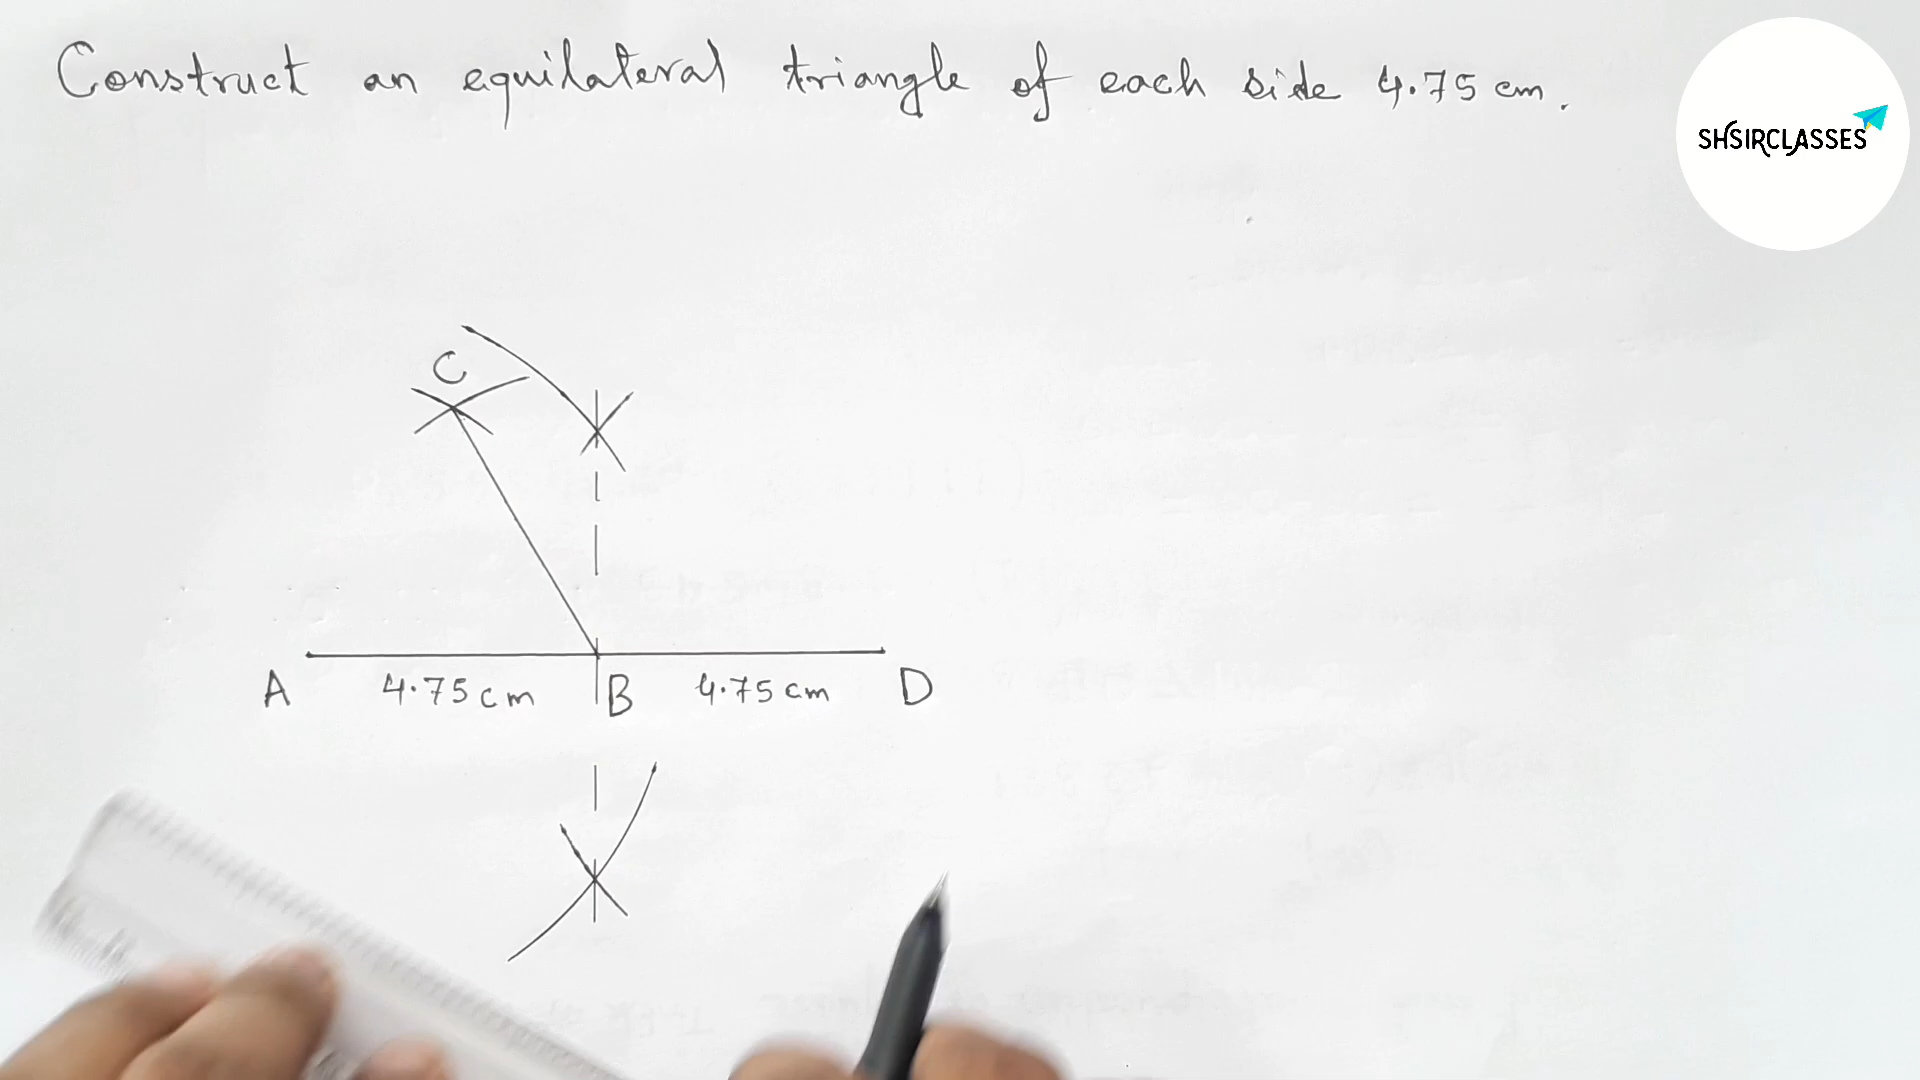 Construct an equilateral triangle of each side 4.75 cm.
SHSIRCLASSES
C
A 4.75 cm B 4.75 cm D